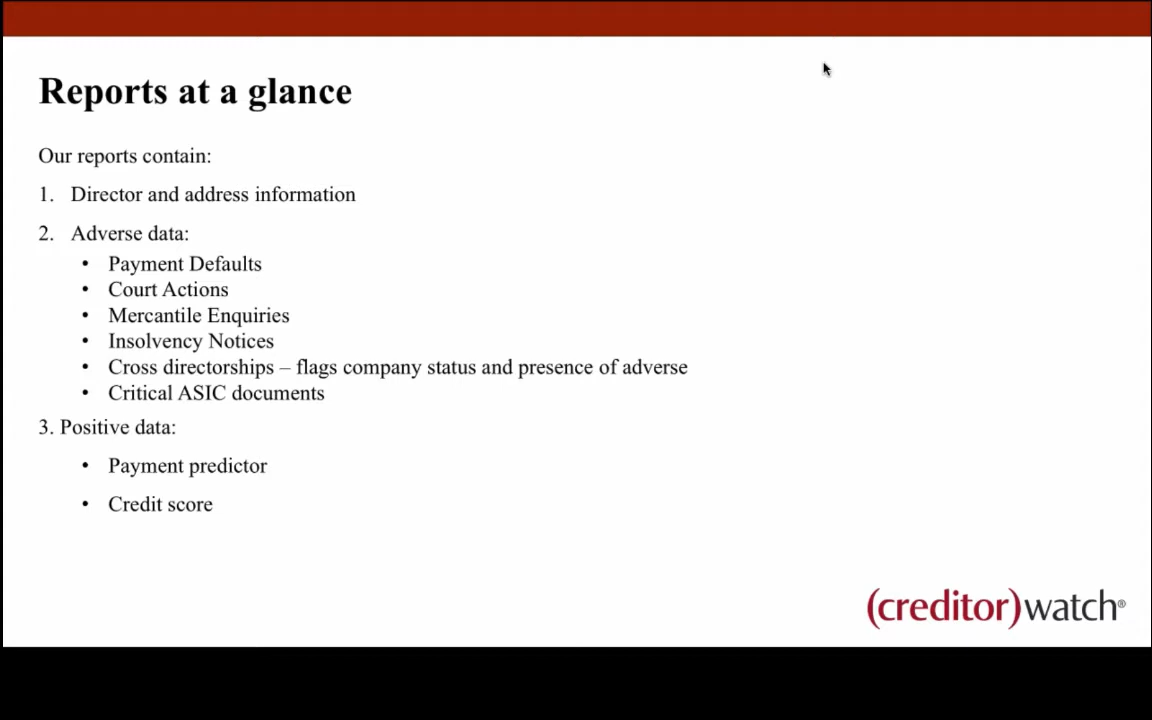 Reports at a glance
Our reports contain:
1. Director and address information
2. Adverse data:
• Payment Defaults
• Court Actions
• Mercantile Enquiries
• Insolvency Notices
• Cross directorships – flags company status and presence of adverse
• Critical ASIC documents
3. Positive data:
• Payment predictor
• Credit score
(creditor)watch®